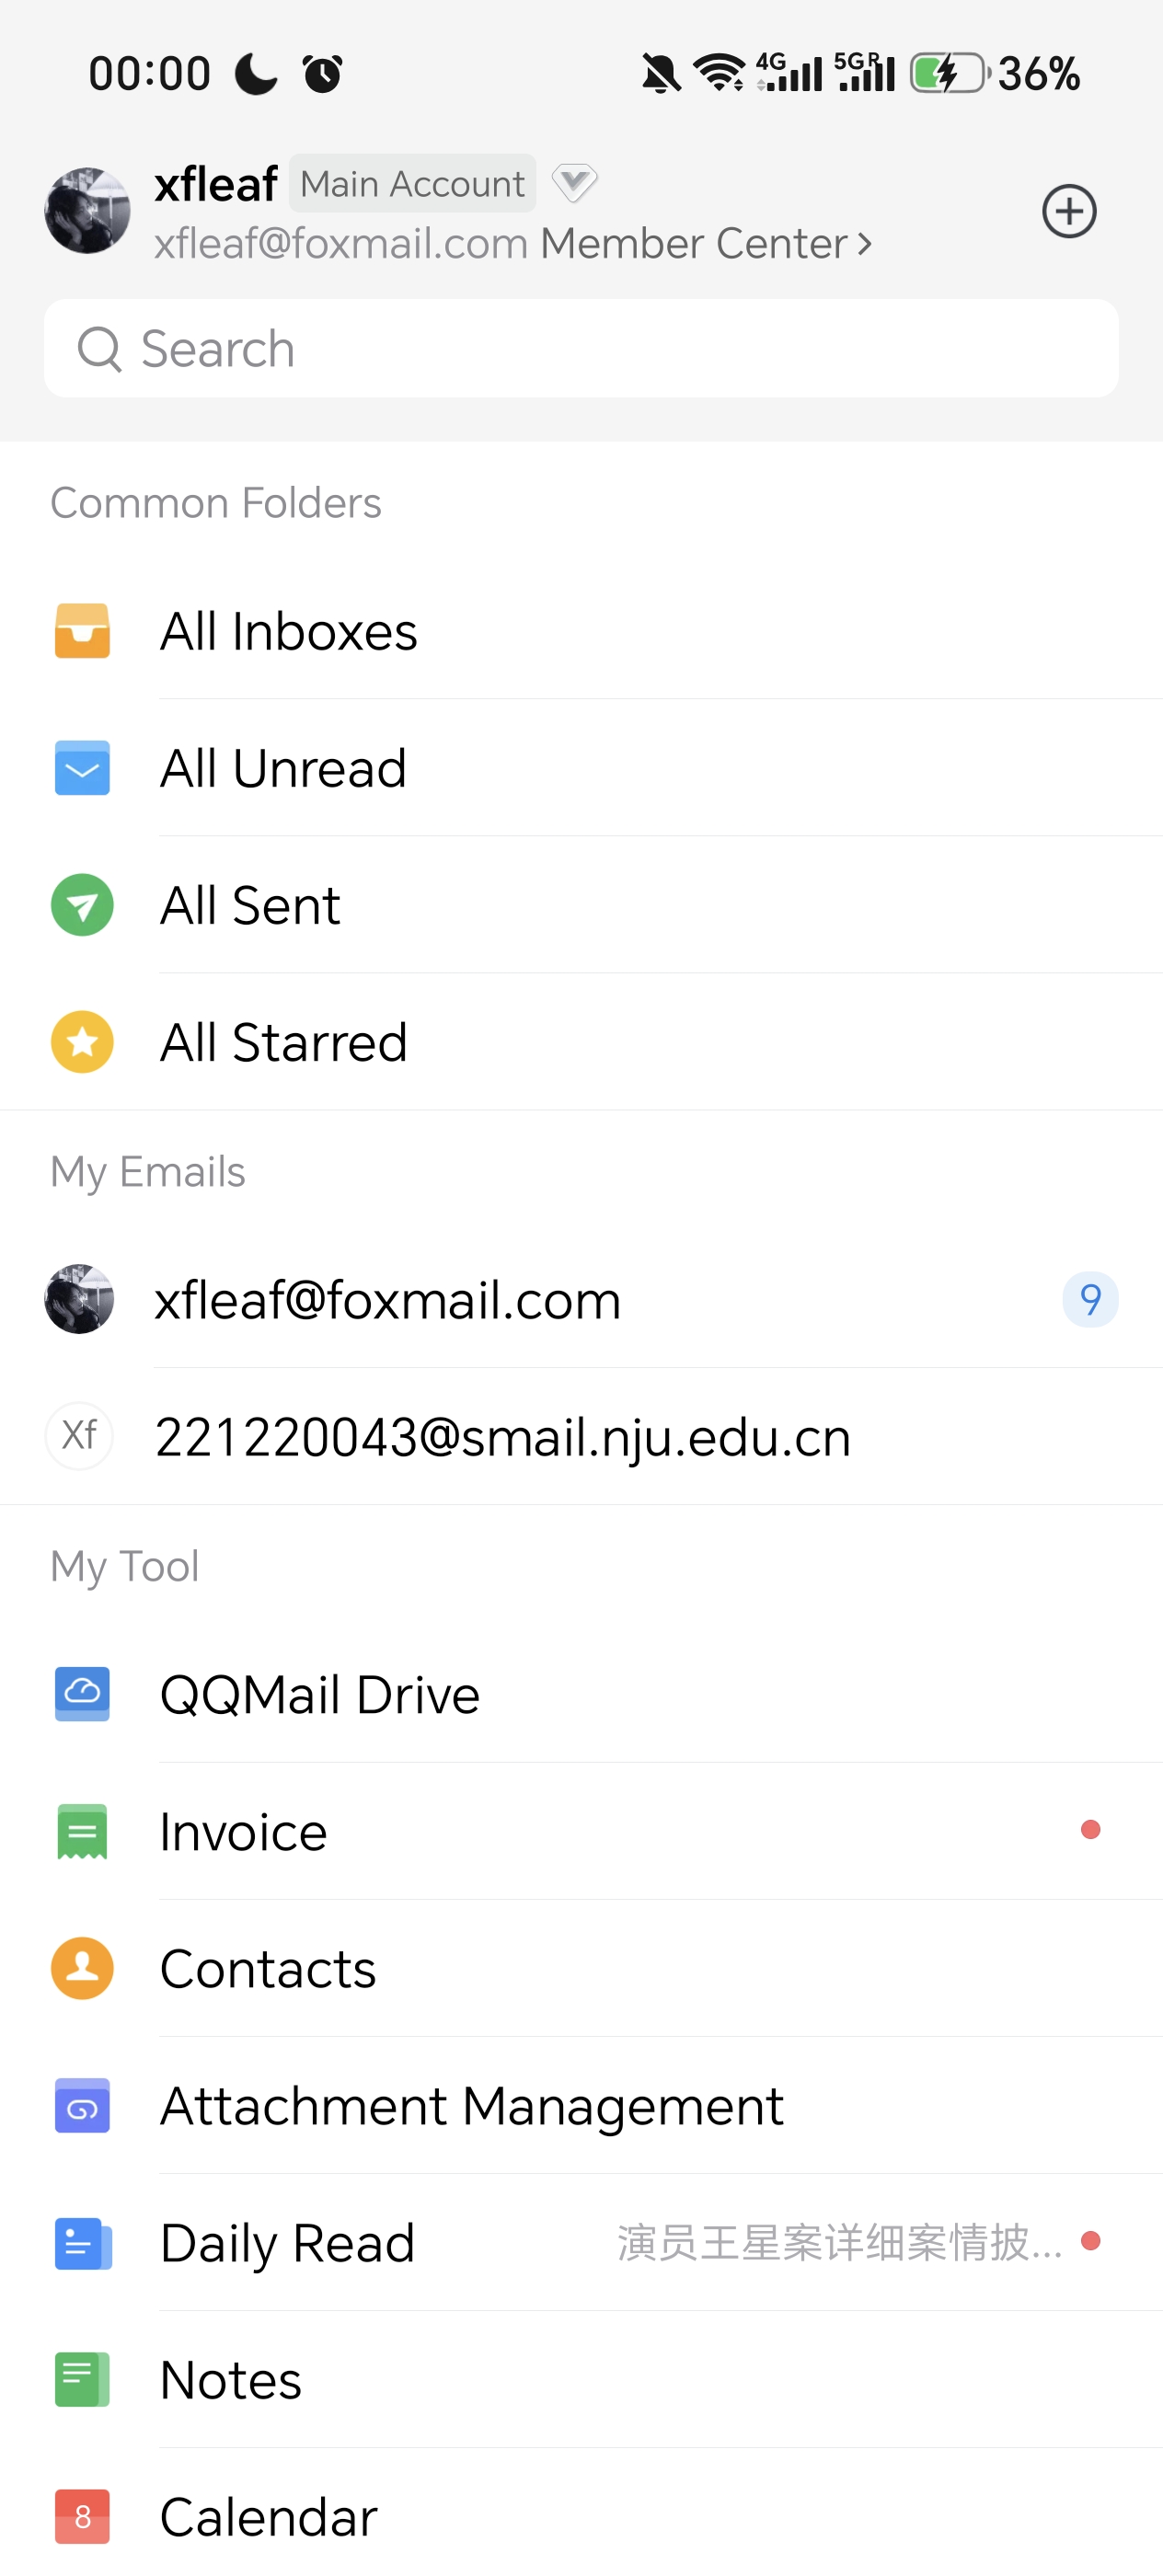 00:00 4G 5G R 36%
xfleaf Main Account
xfleaf@foxmail.com Member Center
Search
Common Folders
All Inboxes
All Unread
All Sent
All Starred
My Emails
xfleaf@foxmail.com 9
Xf 221220043@smail.nju.edu.cn
My Tool
QQMail Drive
Invoice
Contacts
Attachment Management
Daily Read 演员王星案详细案情披...
Notes
8 Calendar